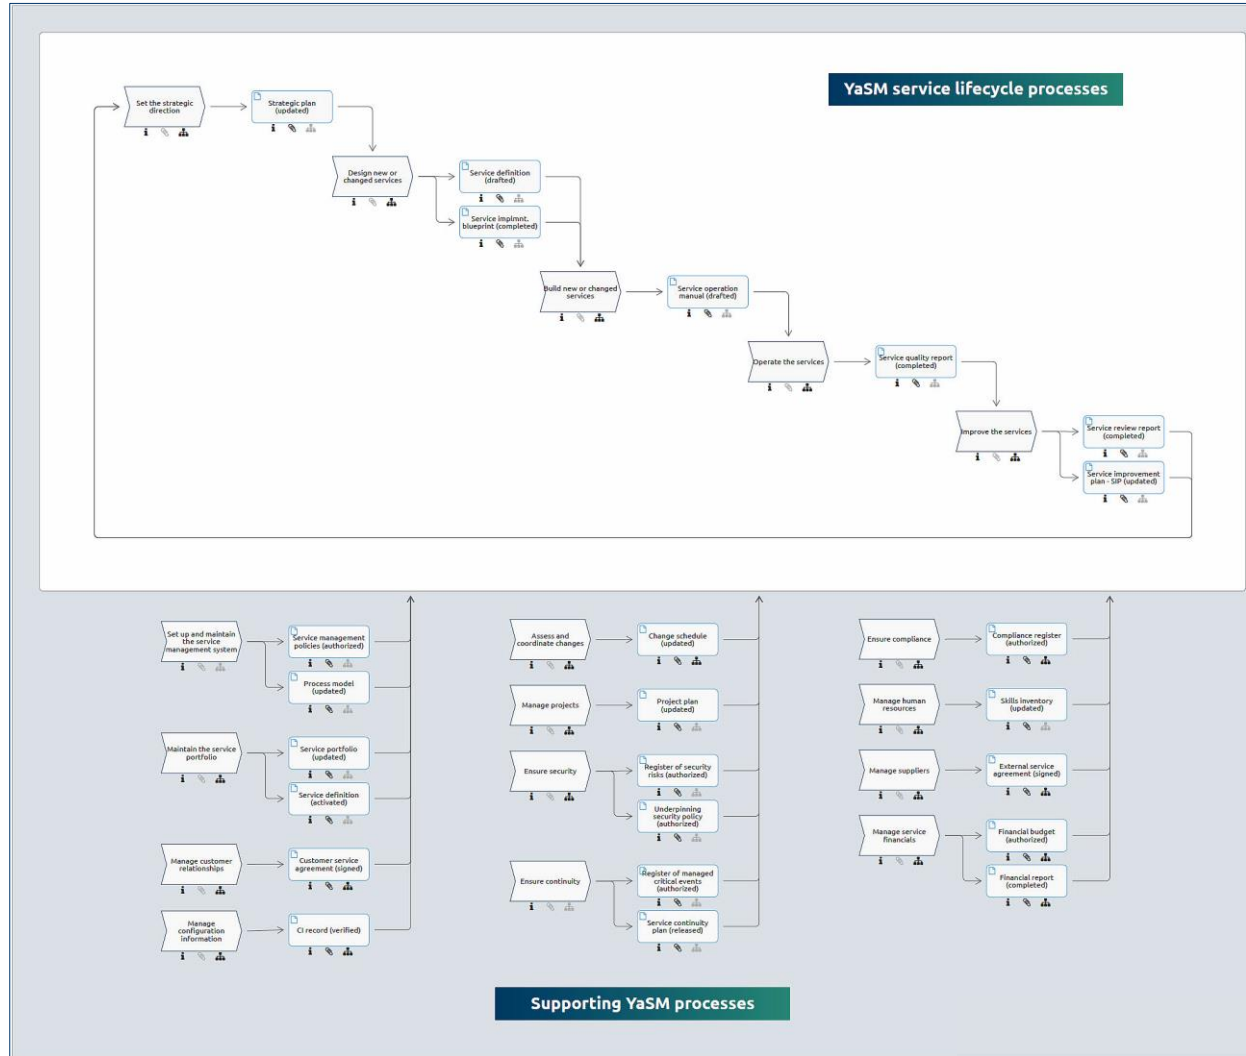 YaSM service lifecycle processes
Set the strategic
direction
Strategic plan
(updated)
Design new or
changed services
Service definition
(drafted)
Service implmnt.
blueprint (completed)
Build new or changed
services
Service operation
manual (drafted)
Operate the services
Service quality report
(completed)
Improve the services
Service review report
(completed)
Service improvement
plan - SIP (updated)
Set up and maintain
the service
management system
Service management
policies (authorized)
Process model
(updated)
Maintain the service
portfolio
Service portfolio
(updated)
Service definition
(activated)
Manage customer
relationships
Customer service
agreement (signed)
Manage
configuration
information
CI record (verified)
Assess and
coordinate changes
Change schedule
(updated)
Manage projects
Project plan
(updated)
Ensure security
Register of security
risks (authorized)
Underpinning
security policy
(authorized)
Ensure continuity
Register of managed
critical events
(authorized)
Service continuity
plan (released)
Ensure compliance
Compliance register
(authorized)
Manage human
resources
Skills inventory
(updated)
Manage suppliers
External service
agreement (signed)
Manage service
financials
Financial budget
(authorized)
Financial report
(completed)
Supporting YaSM processes